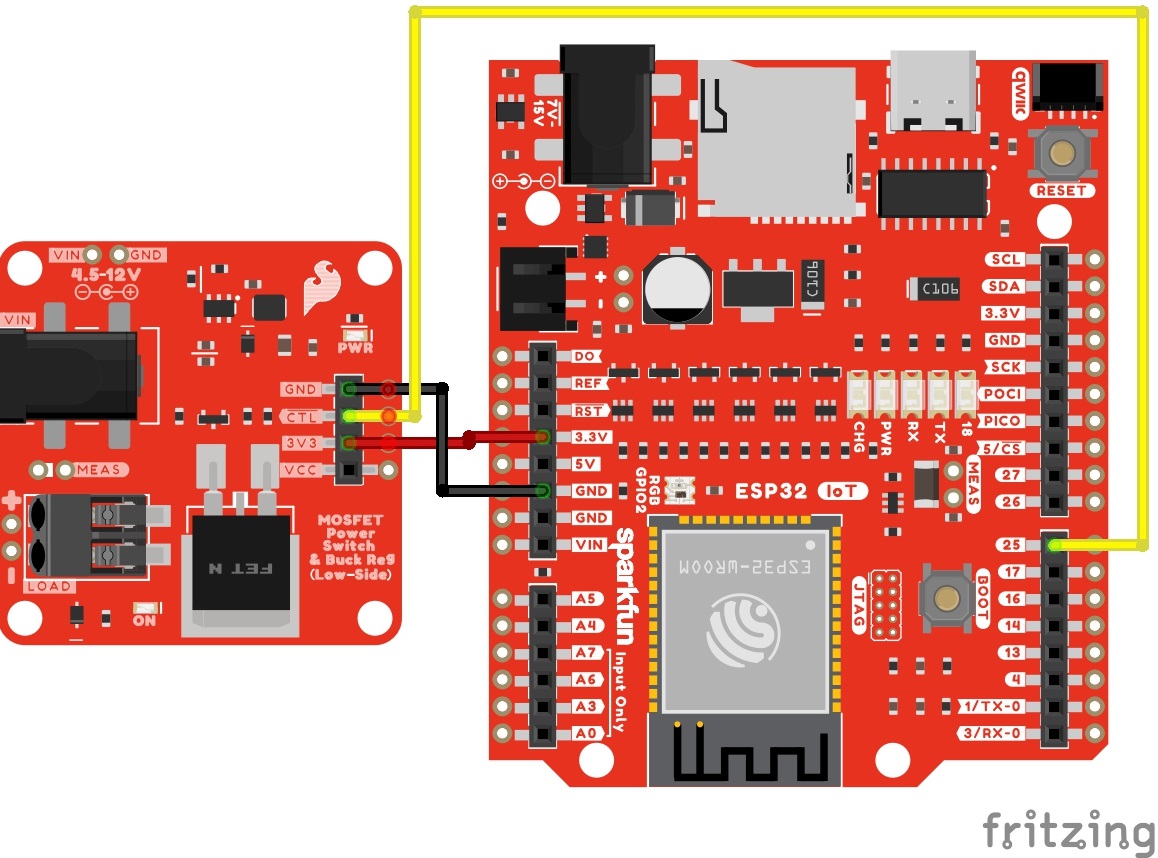 VIN
GND
4.5-12V
VIN
PWR
GND
CTL
3V3
VCC
MEAS
MOSFET
Power
Switch
& Buck Reg
(Low-Side)
FET N
LOAD
ON
+
-
7V-
15V
QWIIC
RESET
+
-
C106
C106
DO
REF
RST
3.3V
5V
GND
GND
VIN
A5
A4
A7
A6
A3
A0
Input Only
sparkfun
CHG
PWR
RX
TX
18
RGB
GPIO2
ESP32 IoT
MEAS
ESP32-WROOM
JTAG
BOOT
SCL
SDA
3.3V
GND
SCK
POCI
PICO
5/CS
27
26
25
17
16
14
13
4
1/TX-0
3/RX-0
fritzing